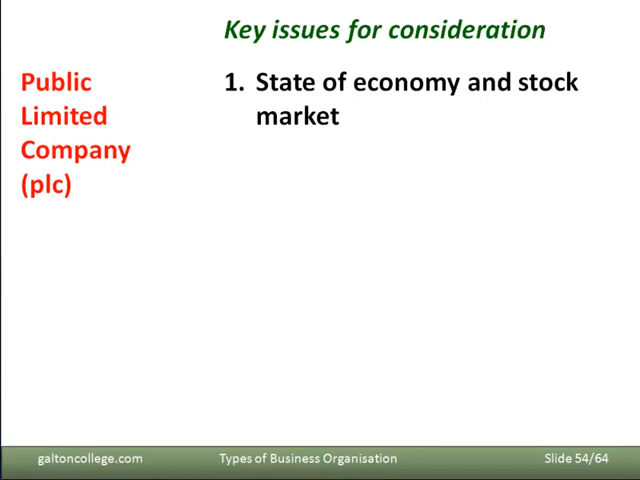 Key issues for consideration
Public
Limited
Company
(plc)
1. State of economy and stock
market
galtoncollege.com
Types of Business Organisation
Slide 54/64